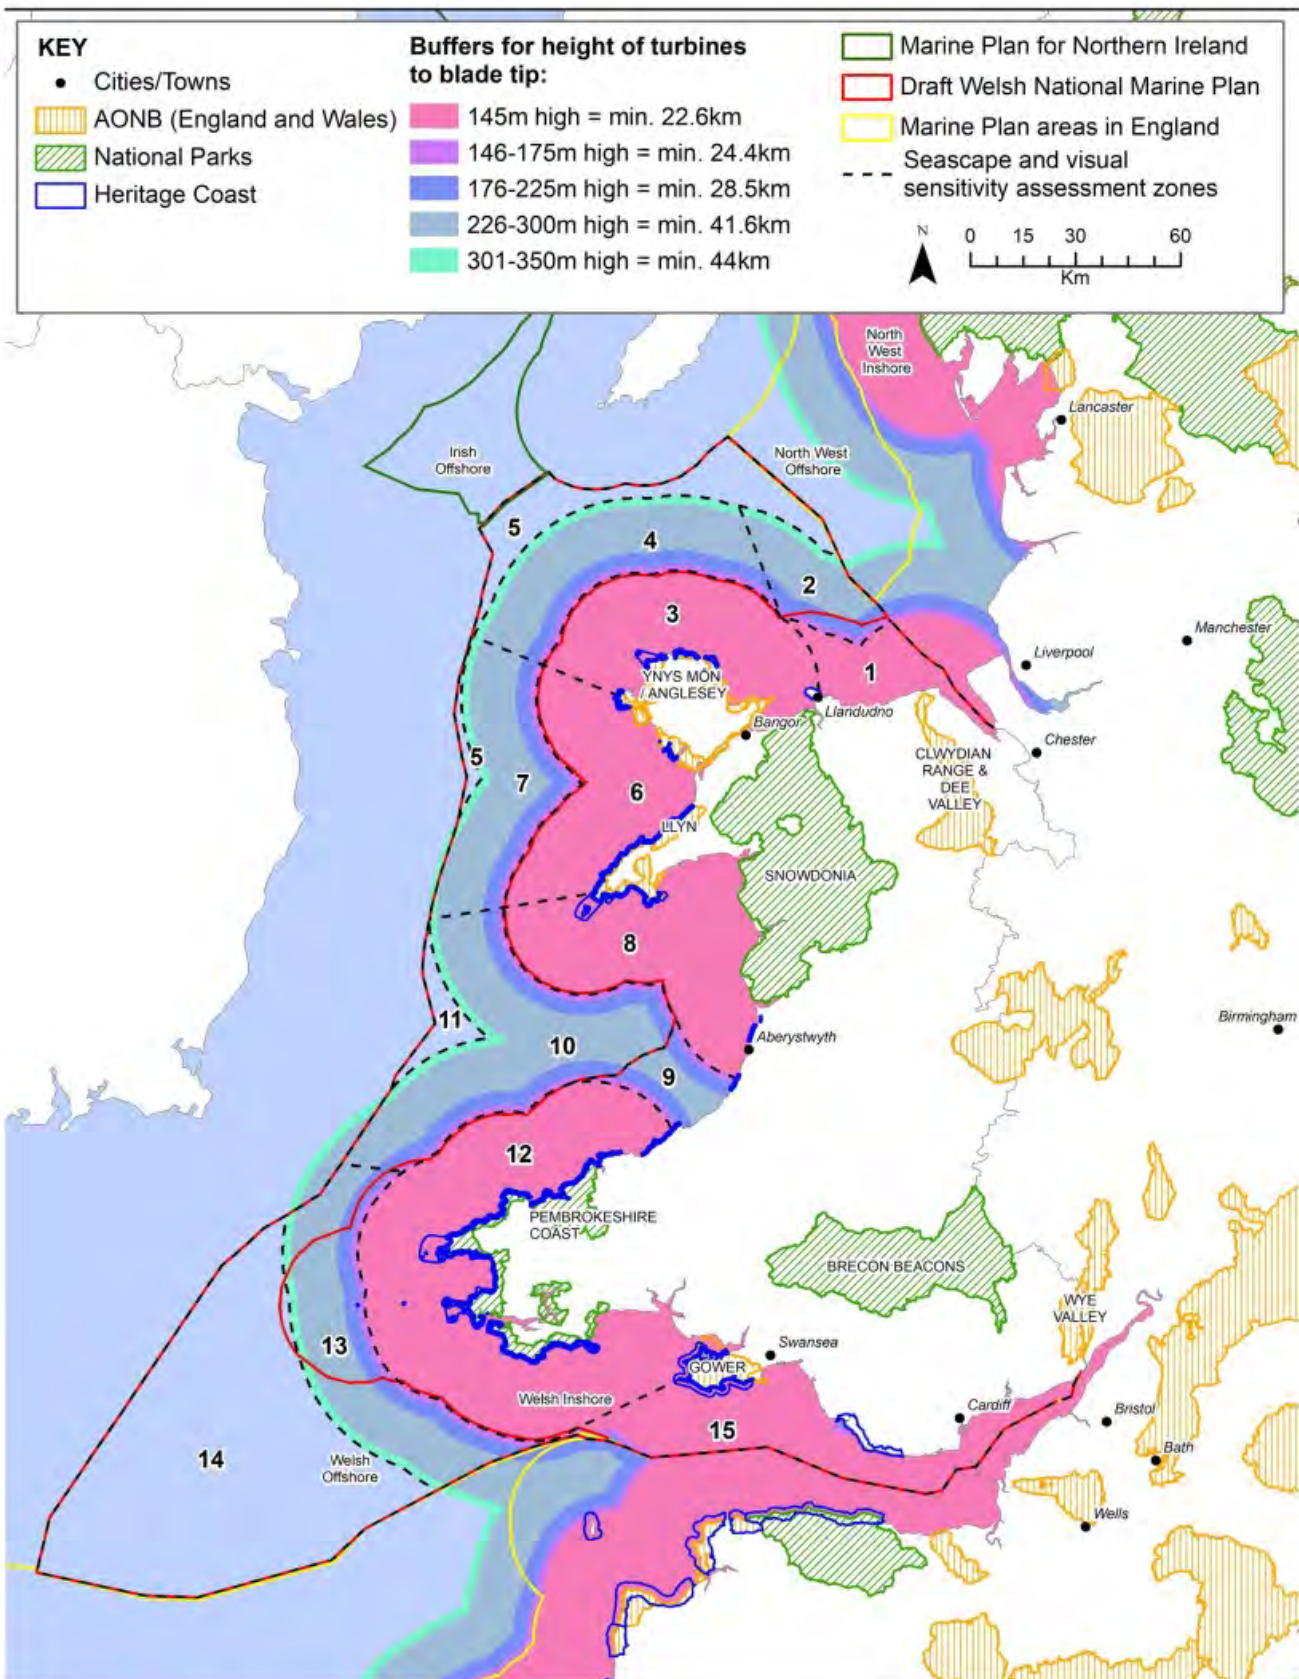 KEY
Cities/Towns
AONB (England and Wales)
National Parks
Heritage Coast
Buffers for height of turbines
to blade tip:
145m high = min. 22.6km
146-175m high = min. 24.4km
176-225m high = min. 28.5km
226-300m high = min. 41.6km
301-350m high = min. 44km
Marine Plan for Northern Ireland
Draft Welsh National Marine Plan
Marine Plan areas in England
Seascape and visual
sensitivity assessment zones
N
0 15 30 60
Km
North
West
Inshore
Lancaster
Irish
Offshore
North West
Offshore
5
4
2
3
Manchester
Liverpool
1
YNYS MÔN
/ ANGLESEY
Llandudno
Bangor
Chester
5
7
6
CLWYDIAN
RANGE &
DEE
VALLEY
LLYN
SNOWDONIA
8
11
10
Birmingham
Aberystwyth
9
12
PEMBROKESHIRE
COAST
BRECON BEACONS
WYE
VALLEY
13
Swansea
GOWER
Welsh Inshore
Cardiff
Bristol
15
14
Welsh
Offshore
Bath
Wells